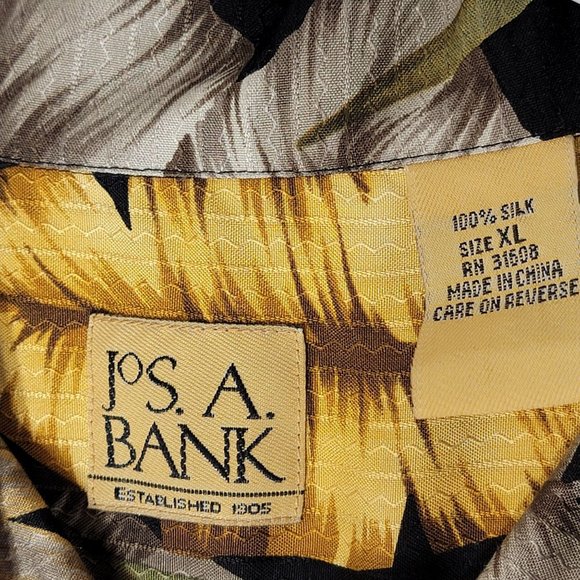 100% SILK
SIZE XL
RN 31608
MADE IN CHINA
CARE ON REVERSE
JoS. A.
BANK
ESTABLISHED 1905